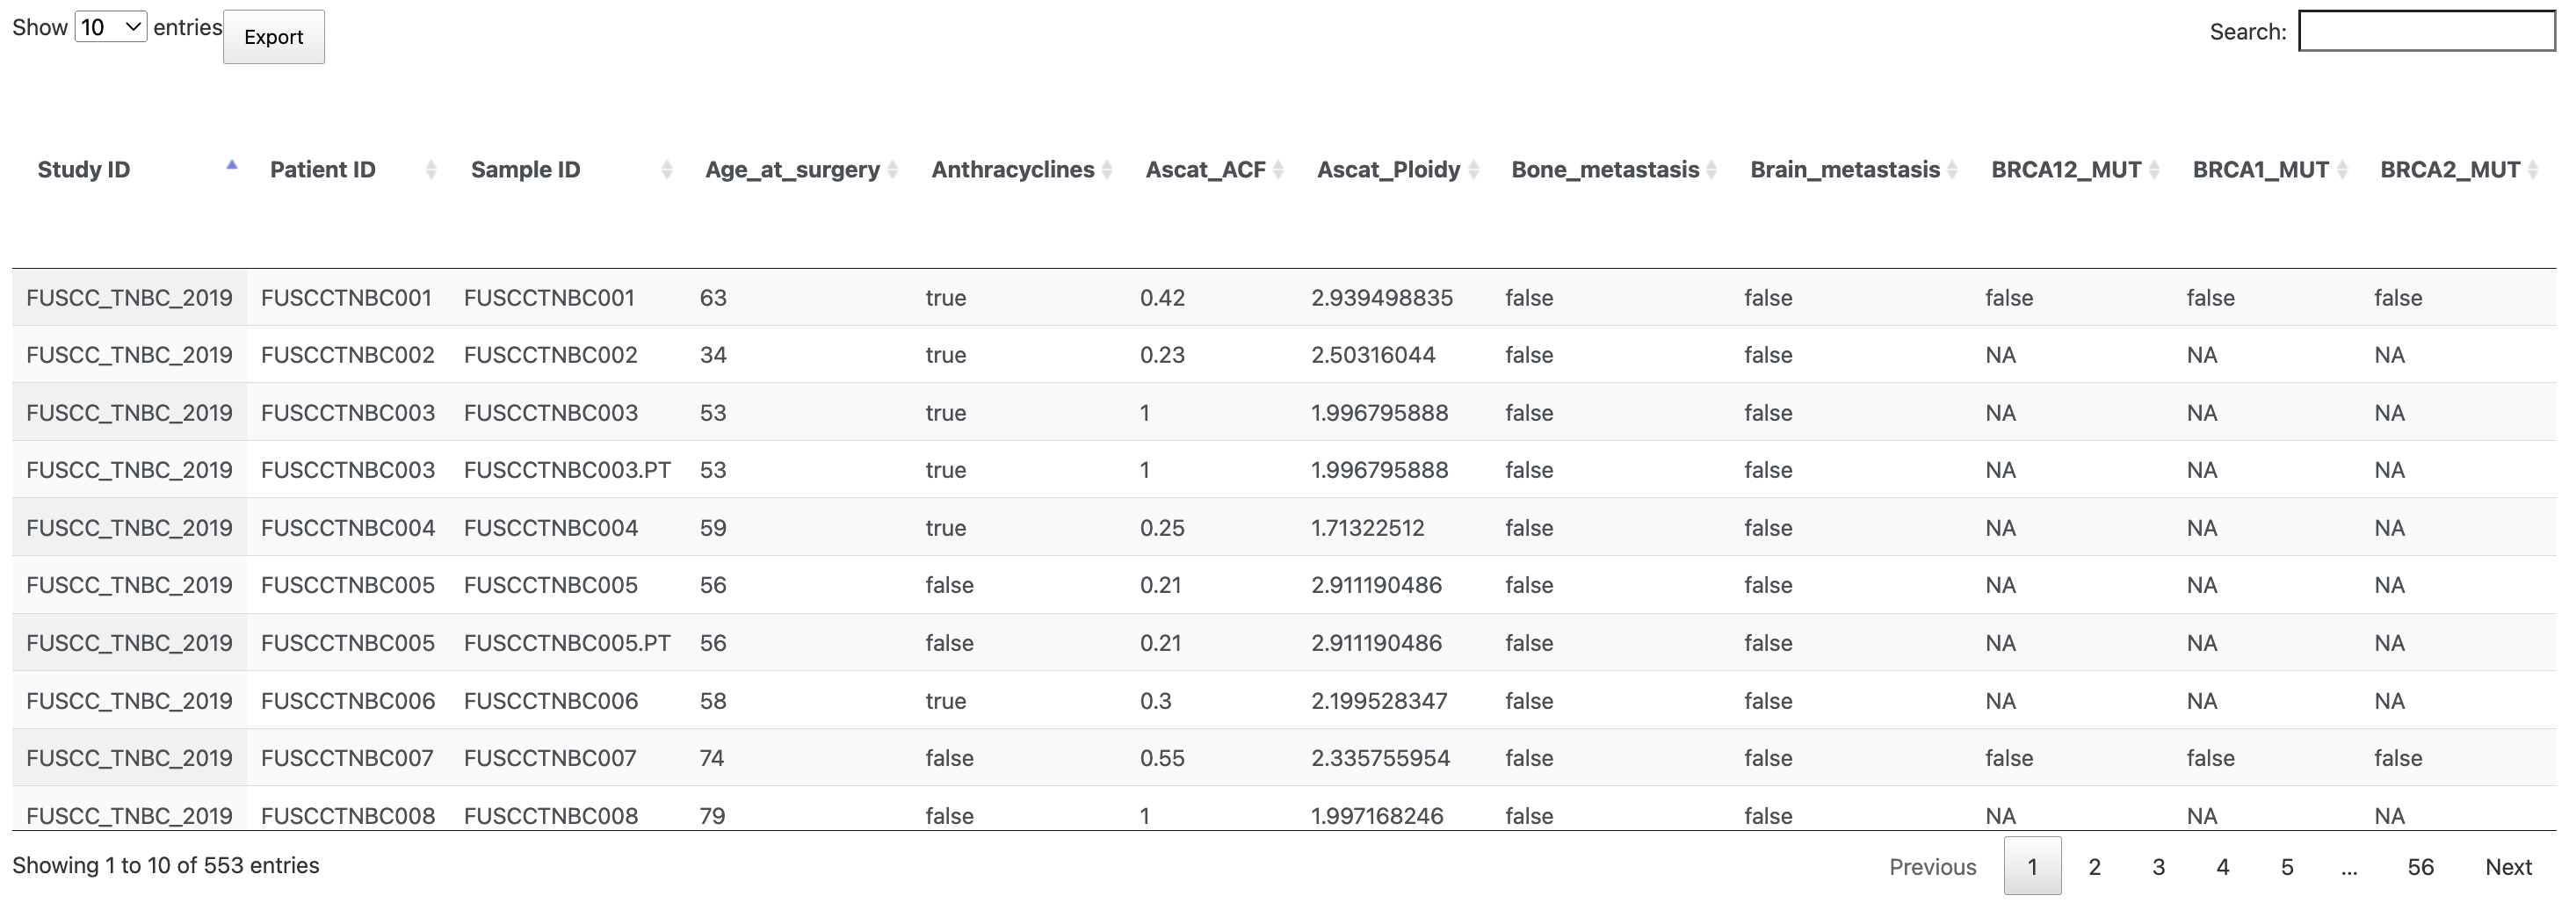 Show 10 entries Export Search:
Study ID Patient ID Sample ID Age_at_surgery Anthracyclines Ascat_ACF Ascat_Ploidy Bone_metastasis Brain_metastasis BRCA12_MUT BRCA1_MUT BRCA2_MUT
FUSCC_TNBC_2019 FUSCCTNBC001 FUSCCTNBC001 63 true 0.42 2.939498835 false false false false false
FUSCC_TNBC_2019 FUSCCTNBC002 FUSCCTNBC002 34 true 0.23 2.50316044 false false NA NA NA
FUSCC_TNBC_2019 FUSCCTNBC003 FUSCCTNBC003 53 true 1 1.996795888 false false NA NA NA
FUSCC_TNBC_2019 FUSCCTNBC003 FUSCCTNBC003.PT 53 true 1 1.996795888 false false NA NA NA
FUSCC_TNBC_2019 FUSCCTNBC004 FUSCCTNBC004 59 true 0.25 1.71322512 false false NA NA NA
FUSCC_TNBC_2019 FUSCCTNBC005 FUSCCTNBC005 56 false 0.21 2.911190486 false false NA NA NA
FUSCC_TNBC_2019 FUSCCTNBC005 FUSCCTNBC005.PT 56 false 0.21 2.911190486 false false NA NA NA
FUSCC_TNBC_2019 FUSCCTNBC006 FUSCCTNBC006 58 true 0.3 2.199528347 false false NA NA NA
FUSCC_TNBC_2019 FUSCCTNBC007 FUSCCTNBC007 74 false 0.55 2.335755954 false false false false false
FUSCC_TNBC_2019 FUSCCTNBC008 FUSCCTNBC008 79 false 1 1.997168246 false false NA NA NA
Showing 1 to 10 of 553 entries Previous 1 2 3 4 5 ... 56 Next